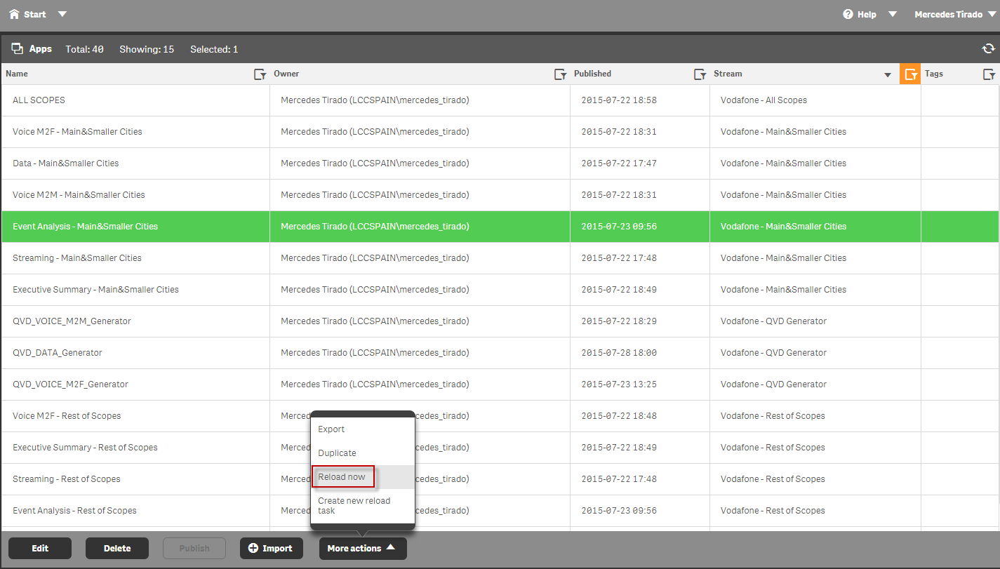 Start Help Mercedes Tirado
Apps Total: 40 Showing: 15 Selected: 1
Name Owner Published Stream Tags
ALL SCOPES Mercedes Tirado (LCCSPAIN\mercedes_tirado) 2015-07-22 18:58 Vodafone - All Scopes
Voice M2F - Main&Smaller Cities Mercedes Tirado (LCCSPAIN\mercedes_tirado) 2015-07-22 18:31 Vodafone - Main&Smaller Cities
Data - Main&Smaller Cities Mercedes Tirado (LCCSPAIN\mercedes_tirado) 2015-07-22 17:47 Vodafone - Main&Smaller Cities
Voice M2M - Main&Smaller Cities Mercedes Tirado (LCCSPAIN\mercedes_tirado) 2015-07-22 18:31 Vodafone - Main&Smaller Cities
Event Analysis - Main&Smaller Cities Mercedes Tirado (LCCSPAIN\mercedes_tirado) 2015-07-23 09:56 Vodafone - Main&Smaller Cities
Streaming - Main&Smaller Cities Mercedes Tirado (LCCSPAIN\mercedes_tirado) 2015-07-22 17:48 Vodafone - Main&Smaller Cities
Executive Summary - Main&Smaller Cities Mercedes Tirado (LCCSPAIN\mercedes_tirado) 2015-07-22 18:49 Vodafone - Main&Smaller Cities
QVD_VOICE_M2M_Generator Mercedes Tirado (LCCSPAIN\mercedes_tirado) 2015-07-22 18:29 Vodafone - QVD Generator
QVD_DATA_Generator Mercedes Tirado (LCCSPAIN\mercedes_tirado) 2015-07-28 18:00 Vodafone - QVD Generator
QVD_VOICE_M2F_Generator Mercedes Tirado (LCCSPAIN\mercedes_tirado) 2015-07-23 13:25 Vodafone - QVD Generator
Voice M2F - Rest of Scopes Merced cedes_tirado) 2015-07-22 18:48 Vodafone - Rest of Scopes
Executive Summary - Rest of Scopes Merced cedes_tirado) 2015-07-22 18:49 Vodafone - Rest of Scopes
Streaming - Rest of Scopes Merced cedes_tirado) 2015-07-22 17:48 Vodafone - Rest of Scopes
Event Analysis - Rest of Scopes Merced cedes_tirado) 2015-07-23 09:56 Vodafone - Rest of Scopes
Export
Duplicate
Reload now
Create new reload
task
Edit Delete Publish Import More actions